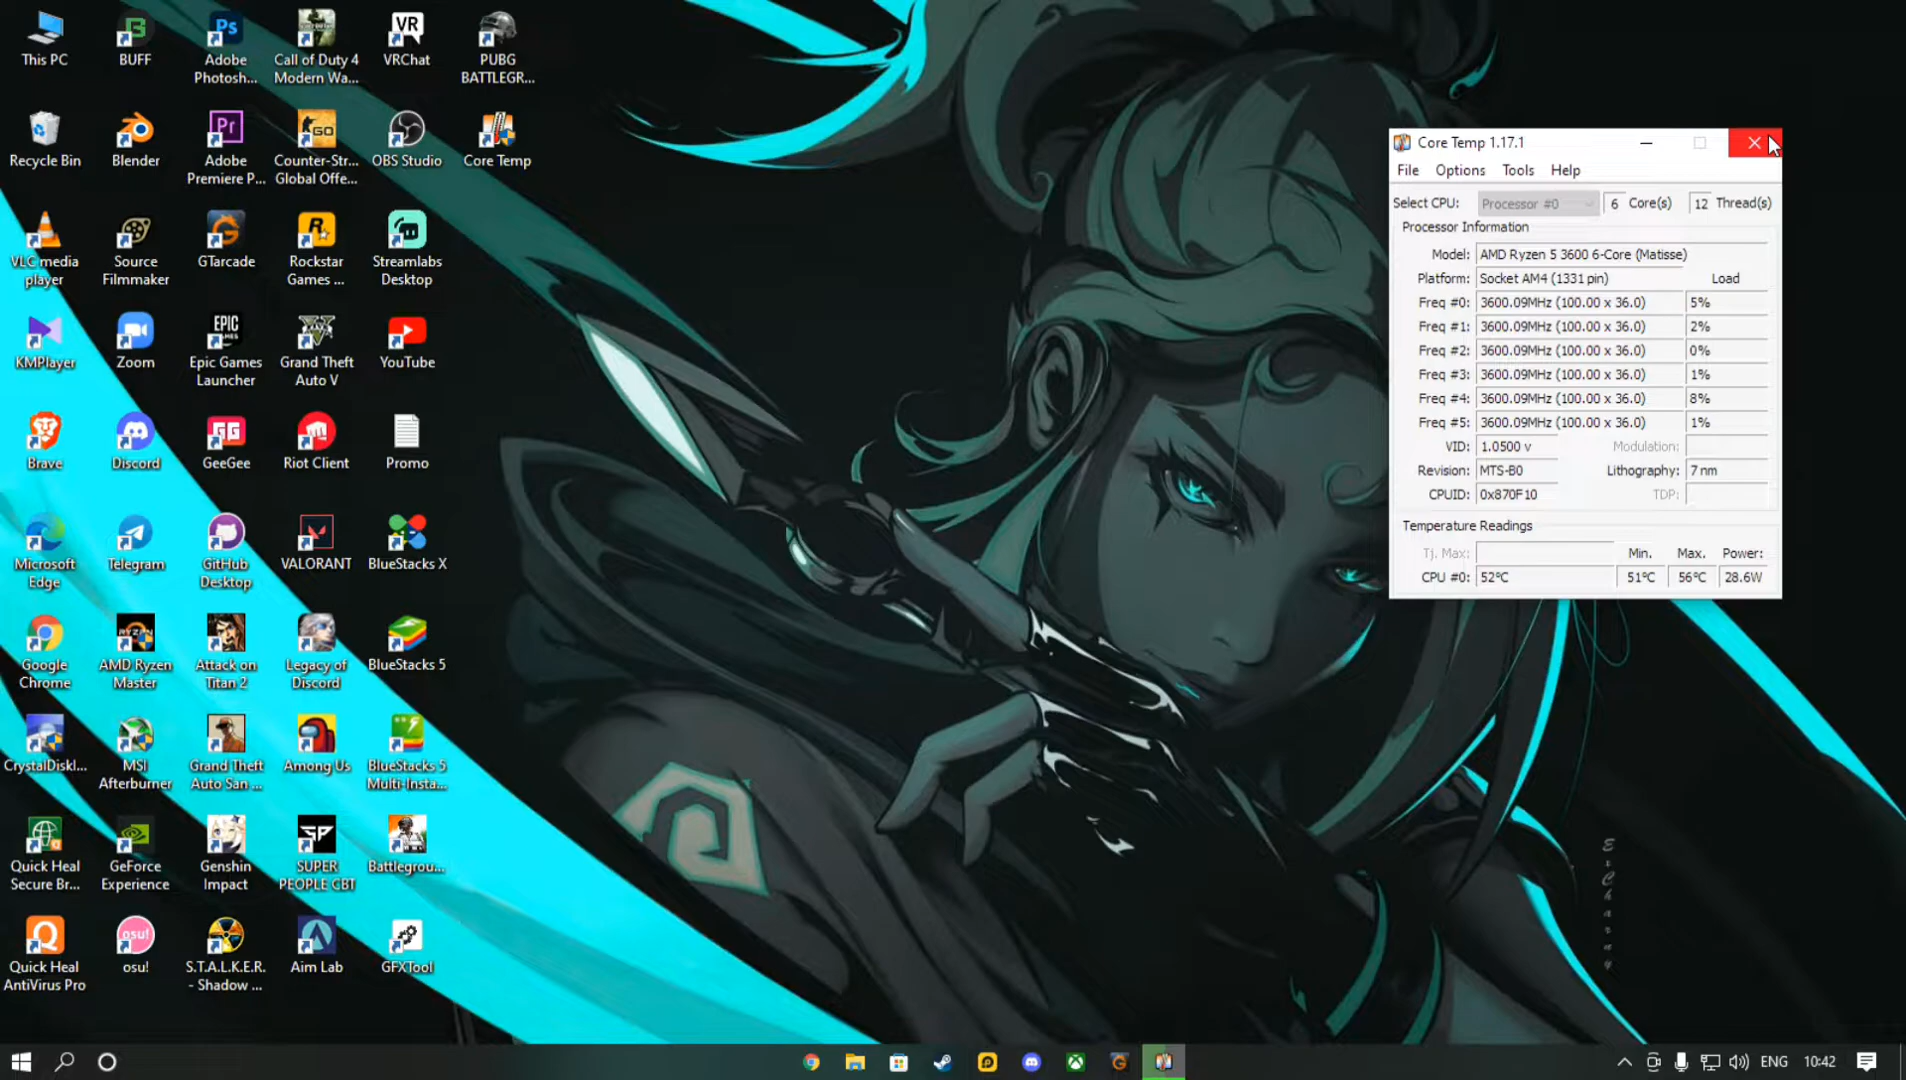 This PC
BUFF
Ps
Adobe
Photosh...
Call of Duty 4
Modern Wa...
VR
VRChat
PUBG
BATTLEGR...
Recycle Bin
Blender
Pr
Adobe
Premiere P...
GO
Counter-Str...
Global Offe...
OBS Studio
Core Temp
VLC media
player
Source
Filmmaker
GTarcade
Rockstar
Games ...
Streamlabs
Desktop
KMPlayer
Zoom
EPIC
GAMES
Epic Games
Launcher
Grand Theft
Auto V
YouTube
Brave
Discord
GG
GeeGee
Riot Client
Promo
Microsoft
Edge
Telegram
GitHub
Desktop
VALORANT
BlueStacks X
Google
Chrome
RYZEN
AMD Ryzen
Master
Attack on
Titan 2
Legacy of
Discord
BlueStacks 5
CrystalDiskI...
MSI
Afterburner
Grand Theft
Auto San ...
Among Us
BlueStacks 5
Multi-Insta...
Quick Heal
Secure Br...
GeForce
Experience
Genshin
Impact
SP
SUPER
PEOPLE CBT
Battlegrou...
Quick Heal
AntiVirus Pro
osu!
osu!
S.T.A.L.K.E.R.
- Shadow ...
Aim Lab
GFXTool
Core Temp 1.17.1
File Options Tools Help
Select CPU: Processor #0 6 Core(s) 12 Thread(s)
Processor Information
Model: AMD Ryzen 5 3600 6-Core (Matisse)
Platform: Socket AM4 (1331 pin) Load
Freq #0: 3600.09MHz (100.00 x 36.0) 5%
Freq #1: 3600.09MHz (100.00 x 36.0) 2%
Freq #2: 3600.09MHz (100.00 x 36.0) 0%
Freq #3: 3600.09MHz (100.00 x 36.0) 1%
Freq #4: 3600.09MHz (100.00 x 36.0) 8%
Freq #5: 3600.09MHz (100.00 x 36.0) 1%
VID: 1.0500 v Modulation:
Revision: MTS-B0 Lithography: 7 nm
CPUID: 0x870F10 TDP:
Temperature Readings
Tj. Max: Min. Max. Power:
CPU #0: 52°C 51°C 56°C 28.6W
ENG 10:42